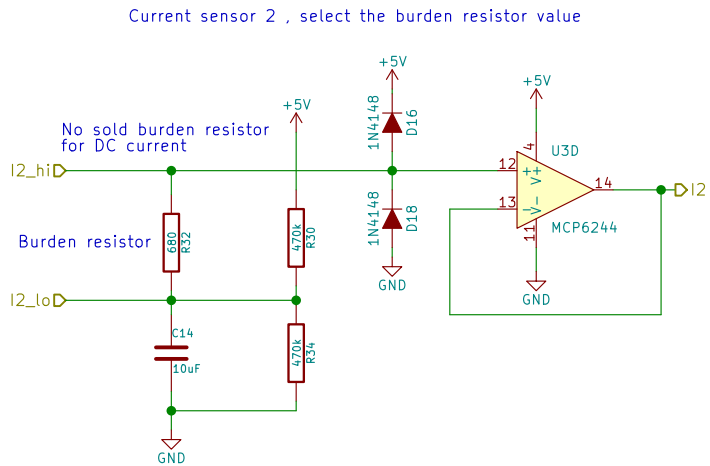 Current sensor 2 , select the burden resistor value
+5V
+5V
+5V
1N4148
D16
4
U3D
No sold burden resistor
for DC current
I2_hi
12
+
V+
14
I2
13
-
V-
MCP6244
11
680
R32
470k
R30
1N4148
D18
Burden resistor
GND
GND
I2_lo
C14
10uF
470k
R34
GND